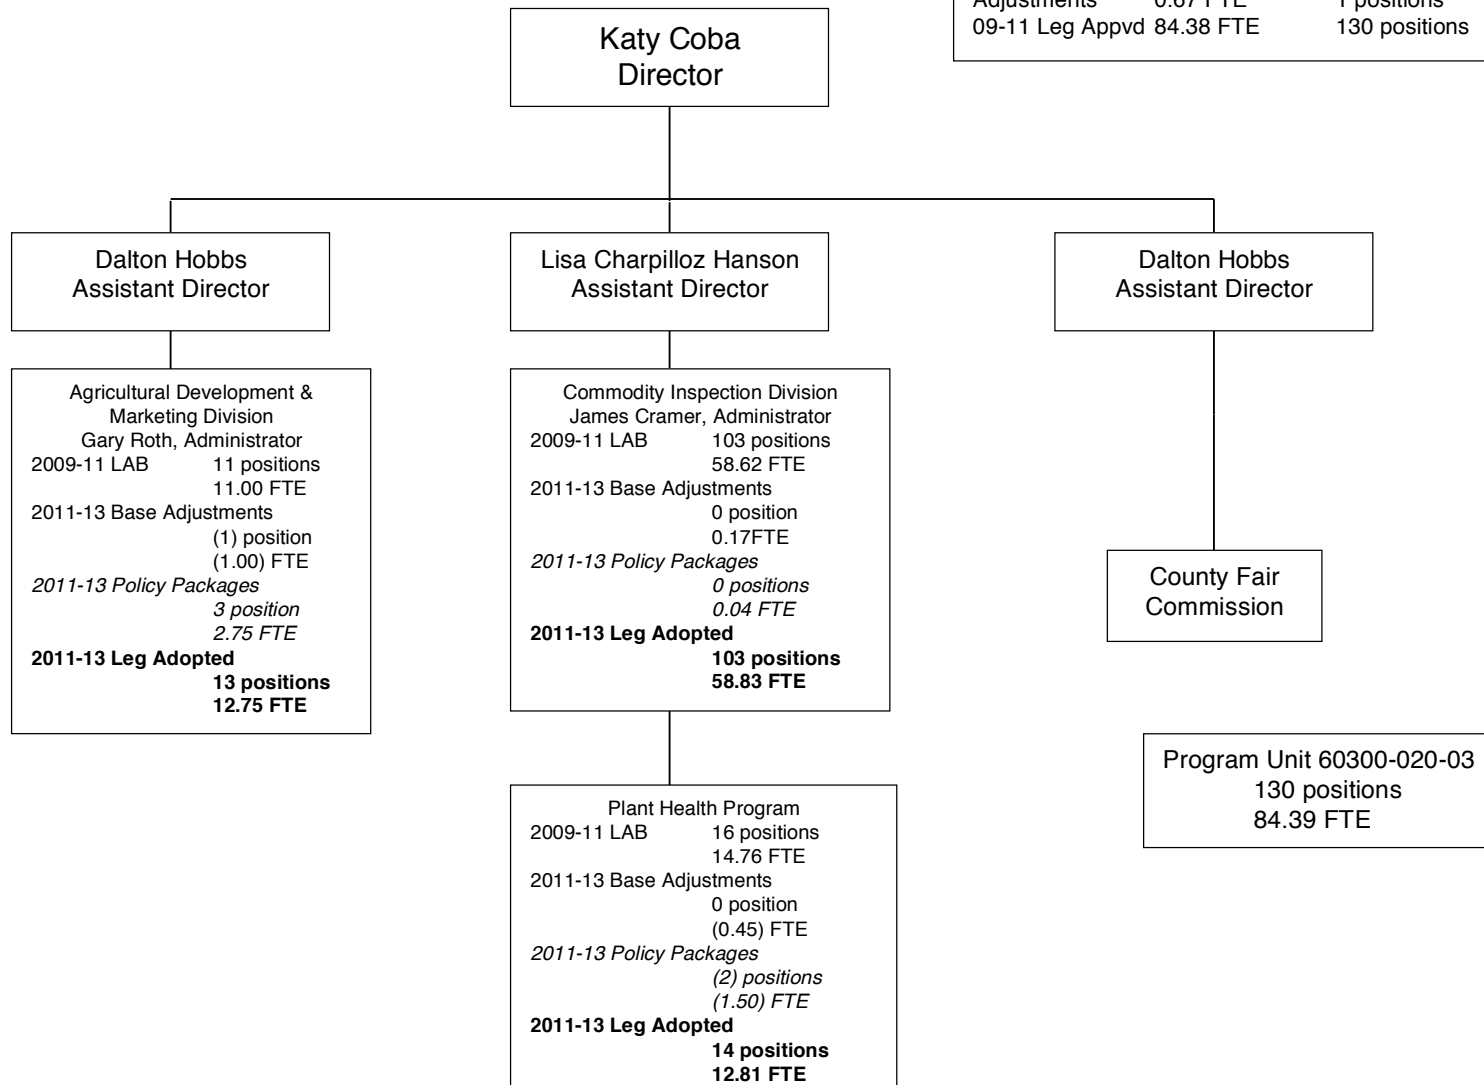 Adjustments 0.67 FTE 1 positions
09-11 Leg Appvd 84.38 FTE 130 positions
Katy Coba
Director
Dalton Hobbs
Assistant Director
Lisa Charpilloz Hanson
Assistant Director
Dalton Hobbs
Assistant Director
Agricultural Development &
Marketing Division
Gary Roth, Administrator
2009-11 LAB 11 positions
11.00 FTE
2011-13 Base Adjustments
(1) position
(1.00) FTE
2011-13 Policy Packages
3 position
2.75 FTE
2011-13 Leg Adopted
13 positions
12.75 FTE
Commodity Inspection Division
James Cramer, Administrator
2009-11 LAB 103 positions
58.62 FTE
2011-13 Base Adjustments
0 position
0.17FTE
2011-13 Policy Packages
0 positions
0.04 FTE
2011-13 Leg Adopted
103 positions
58.83 FTE
County Fair
Commission
Program Unit 60300-020-03
130 positions
84.39 FTE
Plant Health Program
2009-11 LAB 16 positions
14.76 FTE
2011-13 Base Adjustments
0 position
(0.45) FTE
2011-13 Policy Packages
(2) positions
(1.50) FTE
2011-13 Leg Adopted
14 positions
12.81 FTE